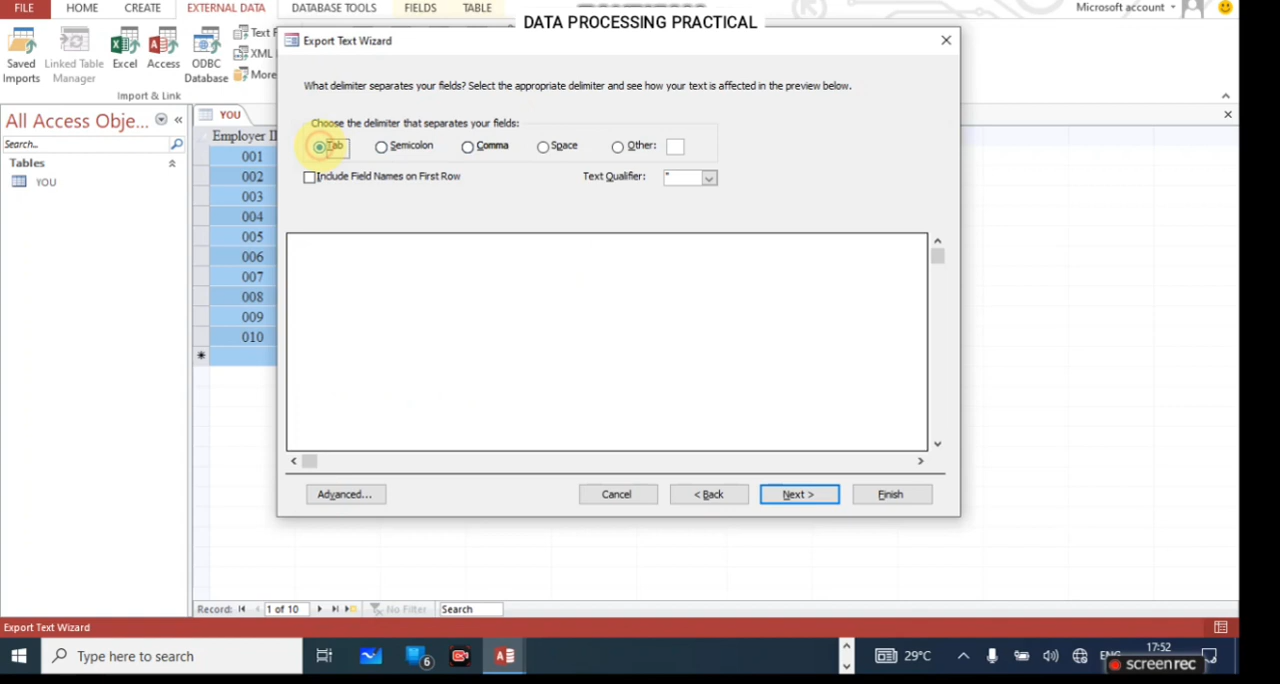 FILE HOME CREATE EXTERNAL DATA DATABASE TOOLS FIELDS TABLE Microsoft account
DATA PROCESSING PRACTICAL
Saved Imports
Linked Table Manager
Excel
Access
ODBC Database
Text F
XML
More
Import & Link
Export Text Wizard
All Access Obje...
Search..
Tables
YOU
YOU
Employer I
001
002
003
004
005
006
007
008
009
010
What delimiter separates your fields? Select the appropriate delimiter and see how your text is affected in the preview below.
Choose the delimiter that separates your fields:
Tab Semicolon Comma Space Other:
Include Field Names on First Row Text Qualifier: "
Advanced... Cancel < Back Next > Finish
Record: 1 of 10 No Filter Search
Export Text Wizard
Type here to search
6
29°C
17:52
screenrec